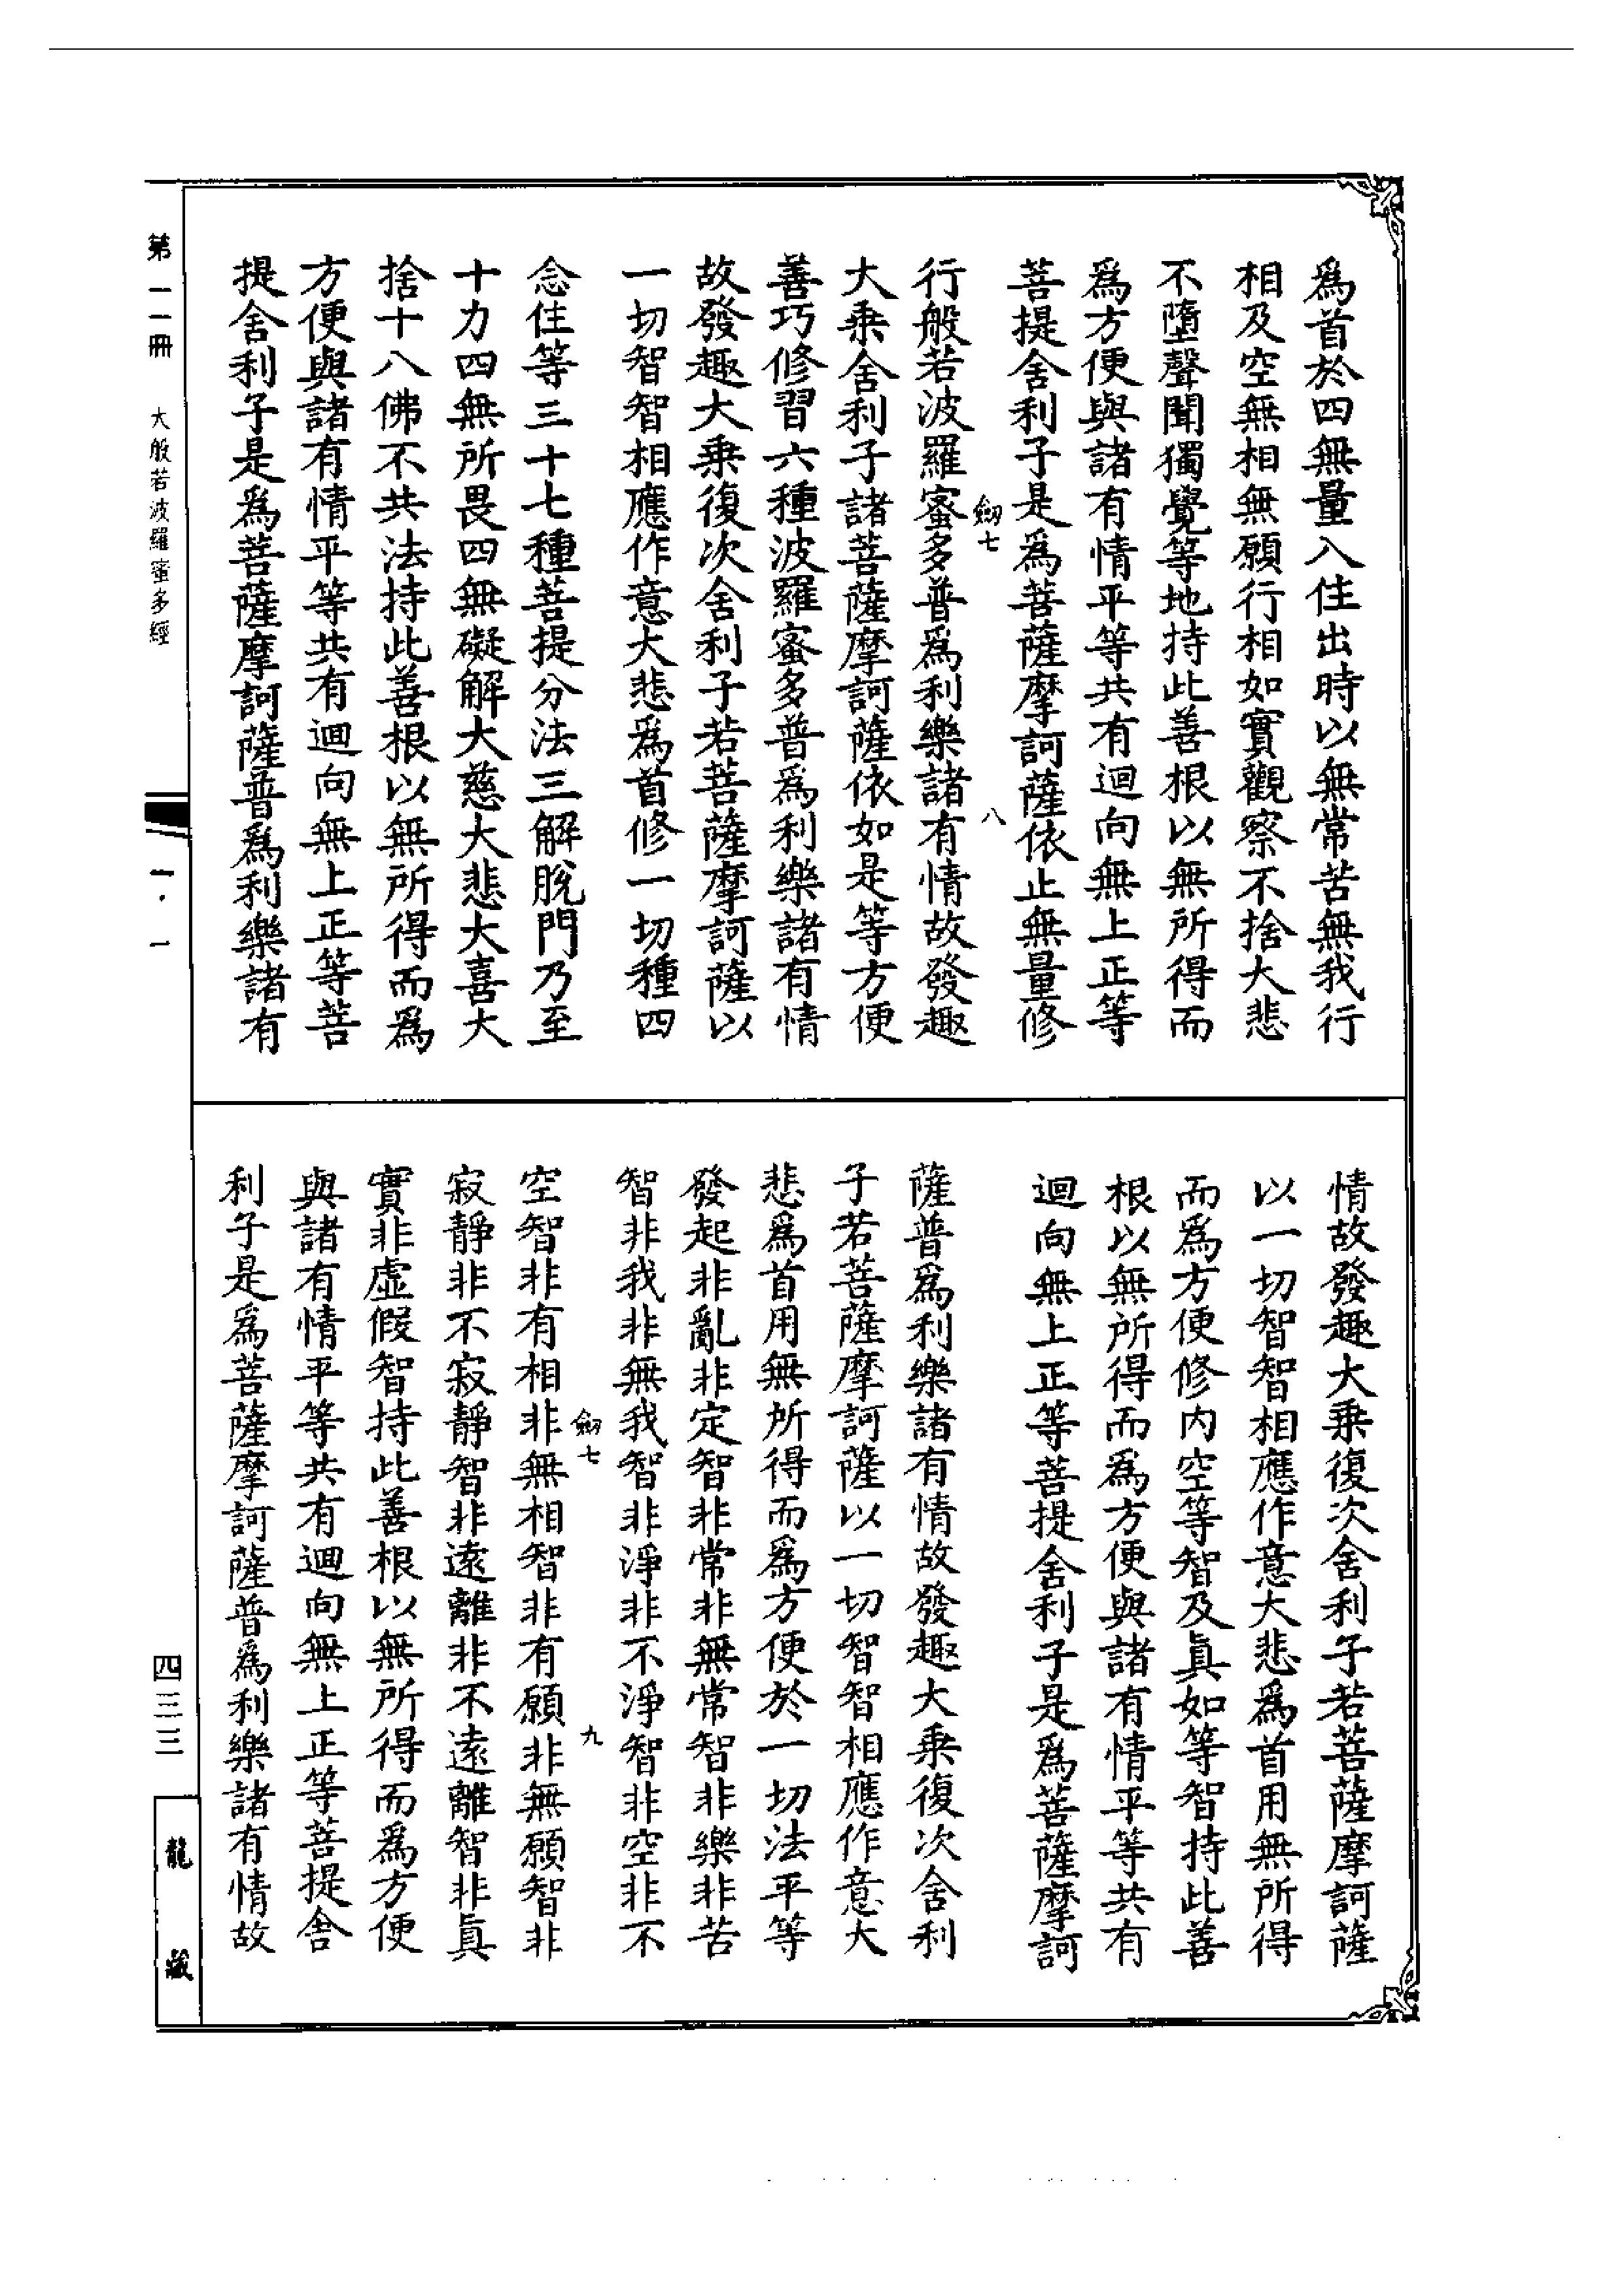 爲首於四無量入住出時以無常苦無我行
相及空無相無願行相如實觀察不捨大悲
不墮聲聞獨覺等地持此善根以無所得而
爲方便與諸有情平等共有迴向無上正等
菩提舍利子是爲菩薩摩訶薩依止無量修
劒七
八
行般若波羅蜜多普爲利樂諸有情故發趣
大乘舍利子諸菩薩摩訶薩依如是等方便
善巧修習六種波羅蜜多普爲利樂諸有情
故發趣大乘復次舍利子若菩薩摩訶薩以
一切智智相應作意大悲爲首修一切種四
念住等三十七種菩提分法三解脫門乃至
十力四無所畏四無礙解大慈大悲大喜大
捨十八佛不共法持此善根以無所得而爲
方便與諸有情平等共有迴向無上正等菩
提舍利子是爲菩薩摩訶薩普爲利樂諸有
情故發趣大乘復次舍利子若菩薩摩訶薩
以一切智智相應作意大悲爲首用無所得
而爲方便修內空等智及眞如等智持此善
根以無所得而爲方便與諸有情平等共有
迴向無上正等菩提舍利子是爲菩薩摩訶
薩普爲利樂諸有情故發趣大乘復次舍利
子若菩薩摩訶薩以一切智智相應作意大
悲爲首用無所得而爲方便於一切法平等
發起非亂非定智非常非無常智非樂非苦
智非我非無我智非淨非不淨智非空非不
劒七
九
空智非有相非無相智非有願非無願智非
寂靜非不寂靜智非遠離非不遠離智非眞
實非虛假智持此善根以無所得而爲方便
與諸有情平等共有迴向無上正等菩提舍
利子是爲菩薩摩訶薩普爲利樂諸有情故
第一一冊 大般若波羅蜜多經
一·一
四三三
龍藏